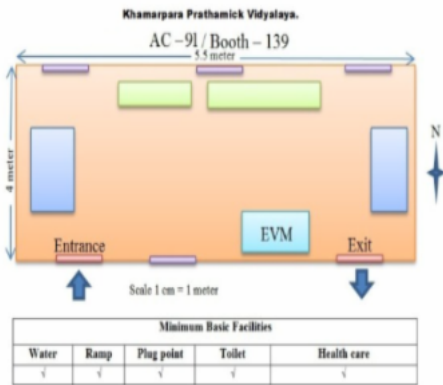 Khamarpara Prathamick Vidyalaya.
AC –91/ Booth – 139
5.5 meter
4 meter
N
EVM
Entrance
Exit
Scale 1 cm = 1 meter
Minimum Basic Facilities
Water Ramp Plug point Toilet Health care
√ √ √ √ √